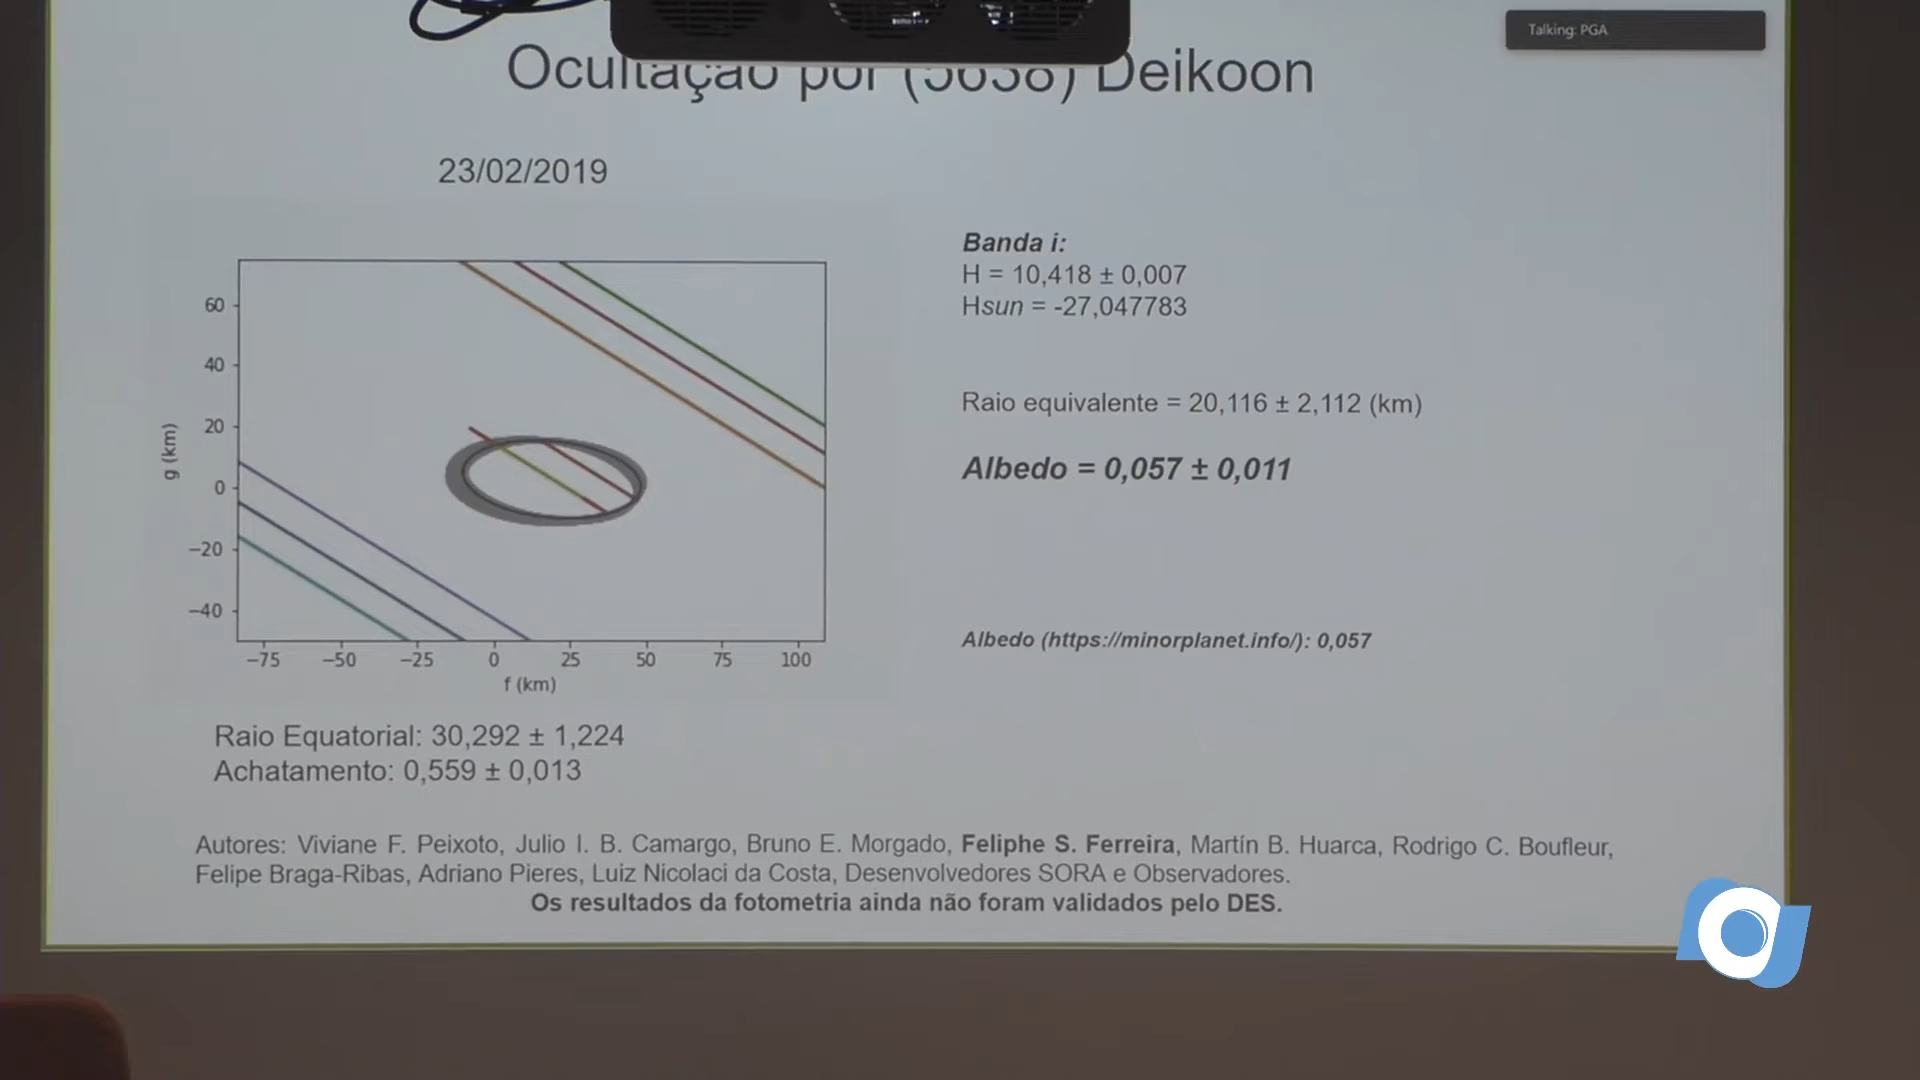 Talking: PGA
Ocultação por (5638) Deikoon
23/02/2019
Banda i:
H = 10,418 ± 0,007
Hsun = -27,047783
Raio equivalente = 20,116 ± 2,112 (km)
Albedo = 0,057 ± 0,011
Albedo (https://minorplanet.info/): 0,057
g (km)
60
40
20
0
−20
−40
−75 −50 −25 0 25 50 75 100
f (km)
Raio Equatorial: 30,292 ± 1,224
Achatamento: 0,559 ± 0,013
Autores: Viviane F. Peixoto, Julio I. B. Camargo, Bruno E. Morgado, Feliphe S. Ferreira, Martín B. Huarca, Rodrigo C. Boufleur,
Felipe Braga-Ribas, Adriano Pieres, Luiz Nicolaci da Costa, Desenvolvedores SORA e Observadores.
Os resultados da fotometria ainda não foram validados pelo DES.